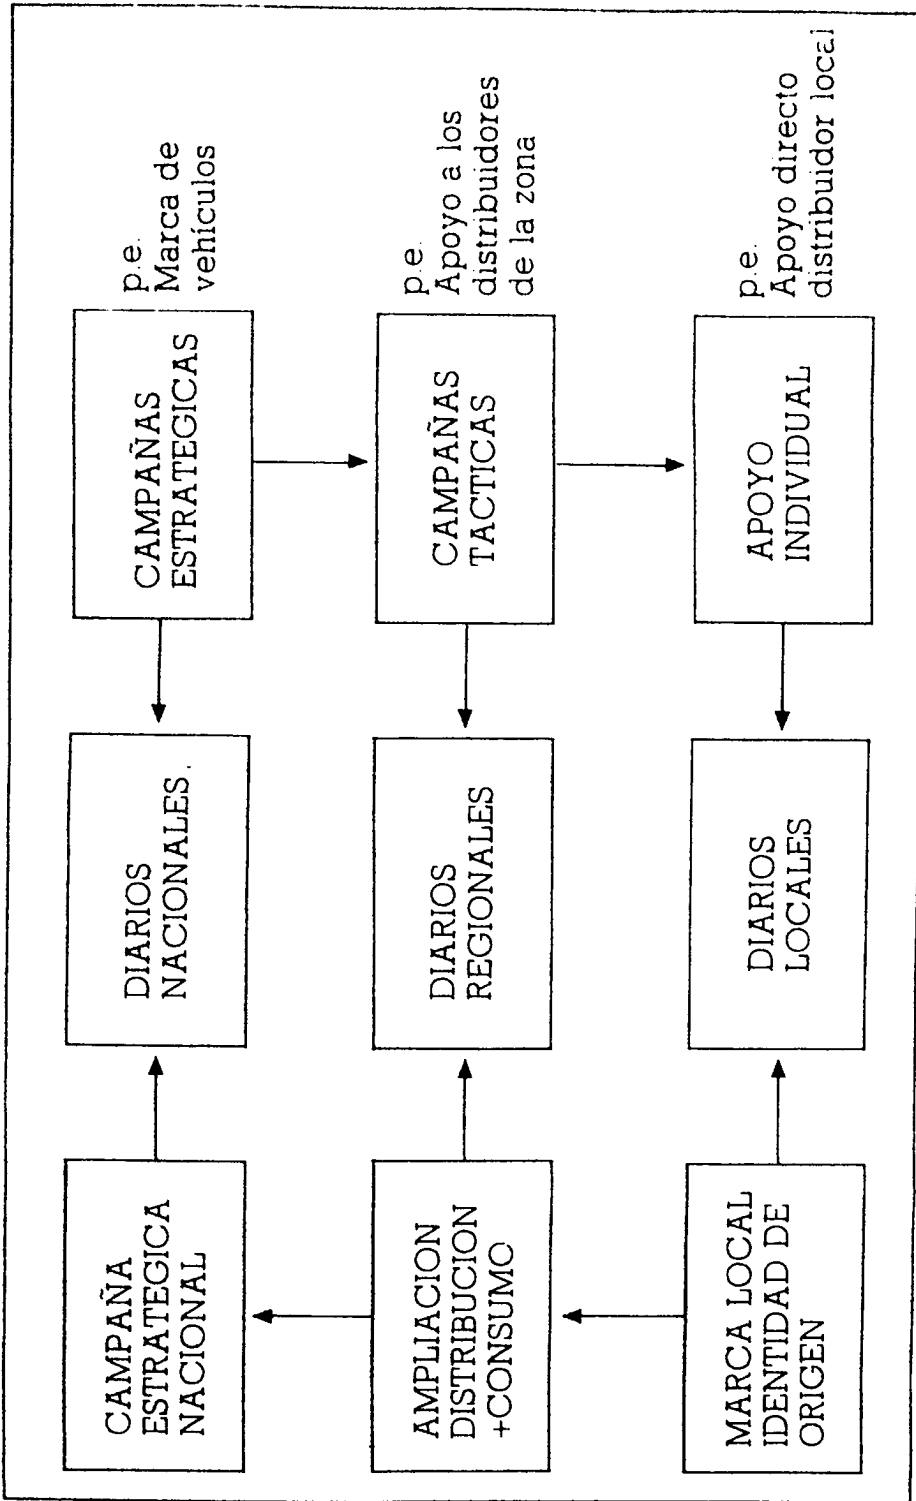 CAMPAÑA
ESTRATEGICA
NACIONAL
DIARIOS
NACIONALES.
CAMPAÑAS
ESTRATEGICAS
p.e.
Marca de
vehículos
AMPLIACION
DISTRIBUCION
+CONSUMO
DIARIOS
REGIONALES
CAMPAÑAS
TACTICAS
p.e.
Apoyo a los
distribuidores
de la zona
MARCA LOCAL
IDENTIDAD DE
ORIGEN
DIARIOS
LOCALES
APOYO
INDIVIDUAL
p.e.
Apoyo directo
distribuidor local